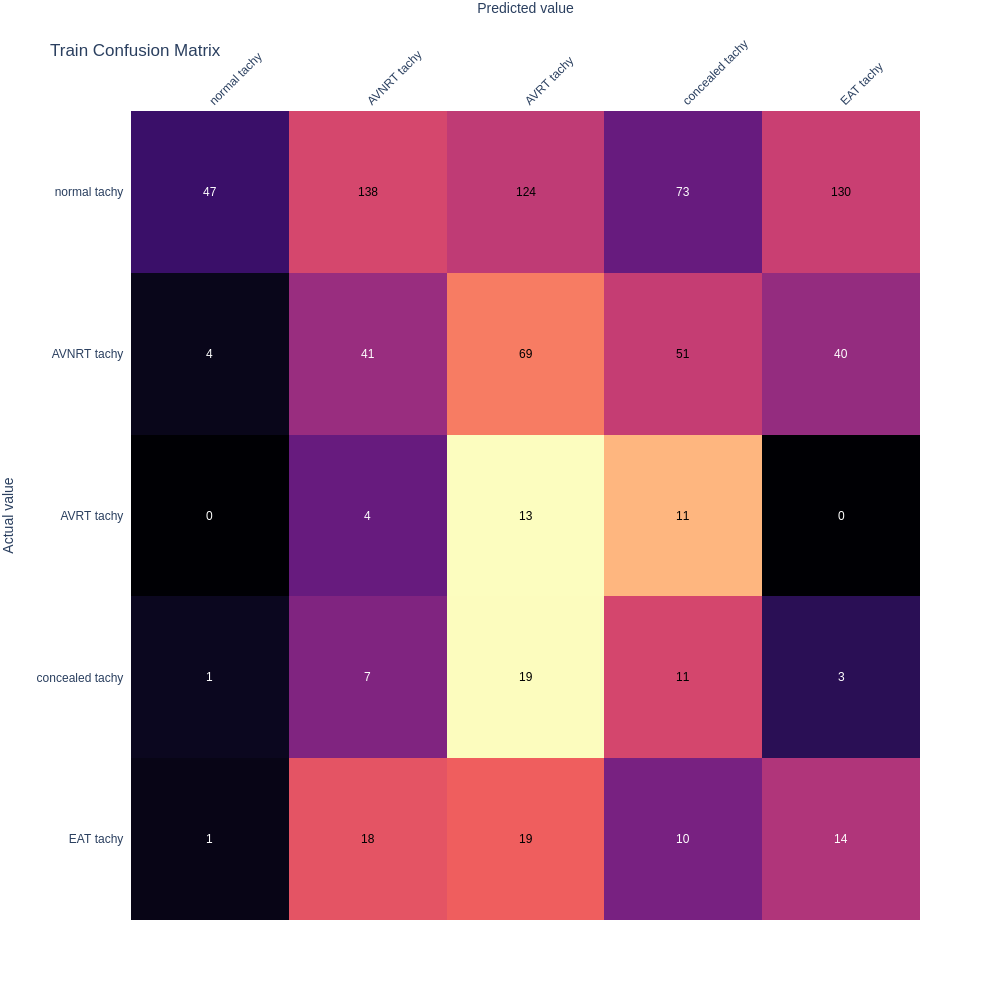 Predicted value
Train Confusion Matrix
normal tachy
AVNRT tachy
AVRT tachy
concealed tachy
EAT tachy
Actual value
normal tachy 47 138 124 73 130
AVNRT tachy 4 41 69 51 40
AVRT tachy 0 4 13 11 0
concealed tachy 1 7 19 11 3
EAT tachy 1 18 19 10 14